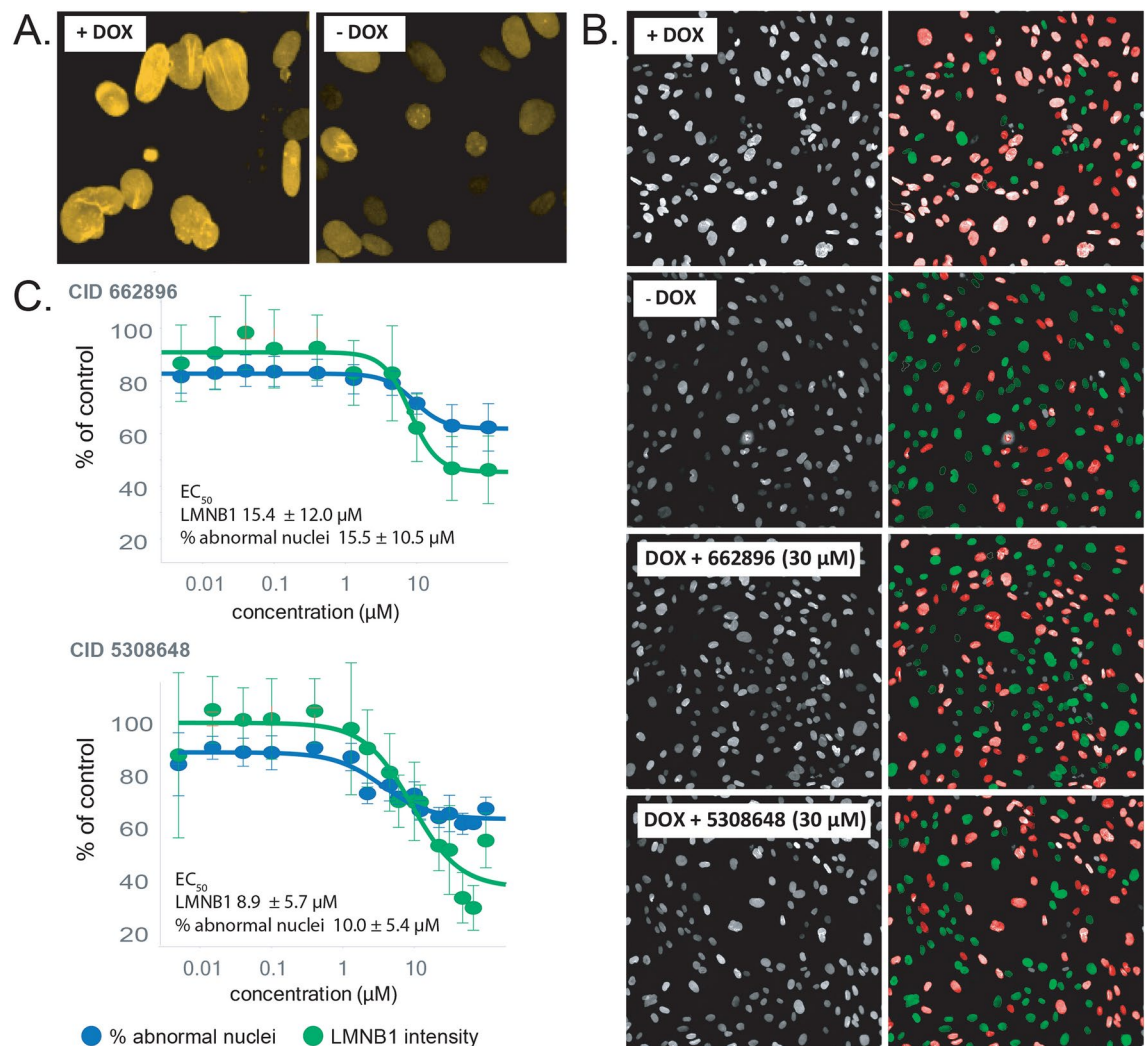 A.
+ DOX
- DOX
B.
+ DOX
- DOX
DOX + 662896 (30 µM)
DOX + 5308648 (30 µM)
C.
CID 662896
% of control
100
80
60
40
20
EC50
LMNB1 15.4 ± 12.0 µM
% abnormal nuclei 15.5 ± 10.5 µM
0.01 0.1 1 10
concentration (µM)
CID 5308648
% of control
100
80
60
40
20
EC50
LMNB1 8.9 ± 5.7 µM
% abnormal nuclei 10.0 ± 5.4 µM
0.01 0.1 1 10
concentration (µM)
% abnormal nuclei LMNB1 intensity